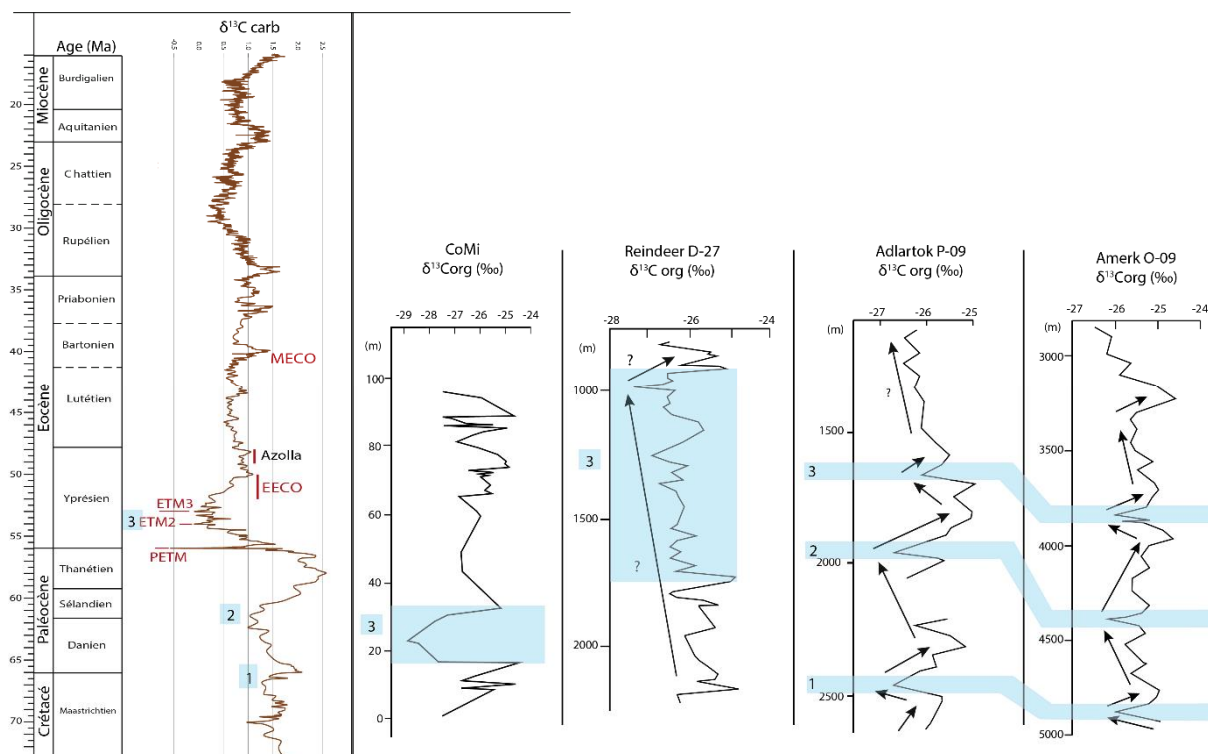 δ¹³C carb
Age (Ma)
-0.5 0.0 0.5 1.0 1.5 2.0 2.5
Miocène
Burdigalien
20
Aquitanien
Oligocène
25
Chattien
30
Rupélien
35
Priabonien
Bartonien
40
MECO
Eocène
Lutétien
45
Azolla
50
EECO
Yprésien
ETM3
3
ETM2
55
PETM
Paléocène
Thanétien
60
Sélandien
2
Danien
65
1
Crétacé
Maastrichtien
70
CoMi
δ¹³Corg (‰)
-29 -28 -27 -26 -25 -24
(m)
100
80
60
40
3
20
0
Reindeer D-27
δ¹³C org (‰)
-28 -26 -24
(m)
?
1000
3
1500
?
2000
Adlartok P-09
δ¹³C org (‰)
-27 -26 -25
(m)
?
1500
3
2
2000
1
2500
Amerk O-09
δ¹³Corg (‰)
-27 -26 -25 -24
(m)
3000
3500
4000
4500
5000